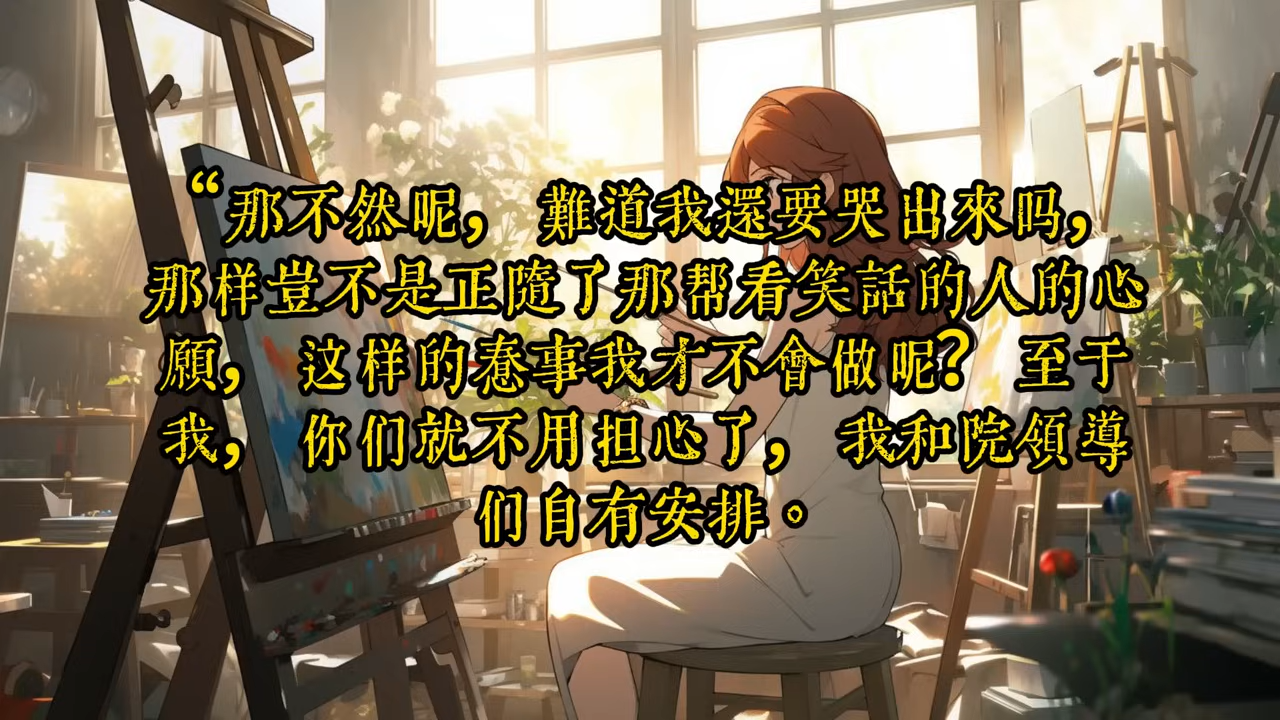 “那不然呢， 難道我還要哭出來吗，
那样豈不是正隨了那帮看笑話的人的心
願， 这样的惷事我才不會做呢？ 至于
我， 你们就不用担心了， 我和院領導
们自有安排。